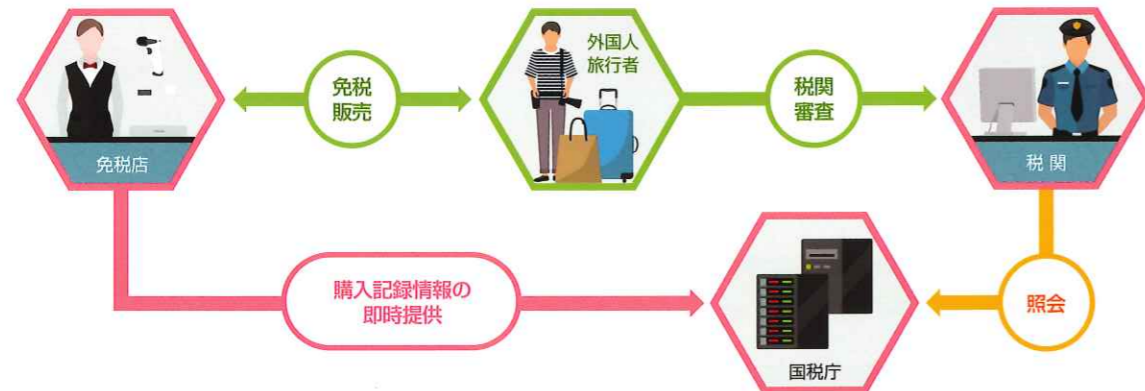 免税店
免税
販売
外国人
旅行者
税関
審査
税関
購入記録情報の
即時提供
国税庁
照会